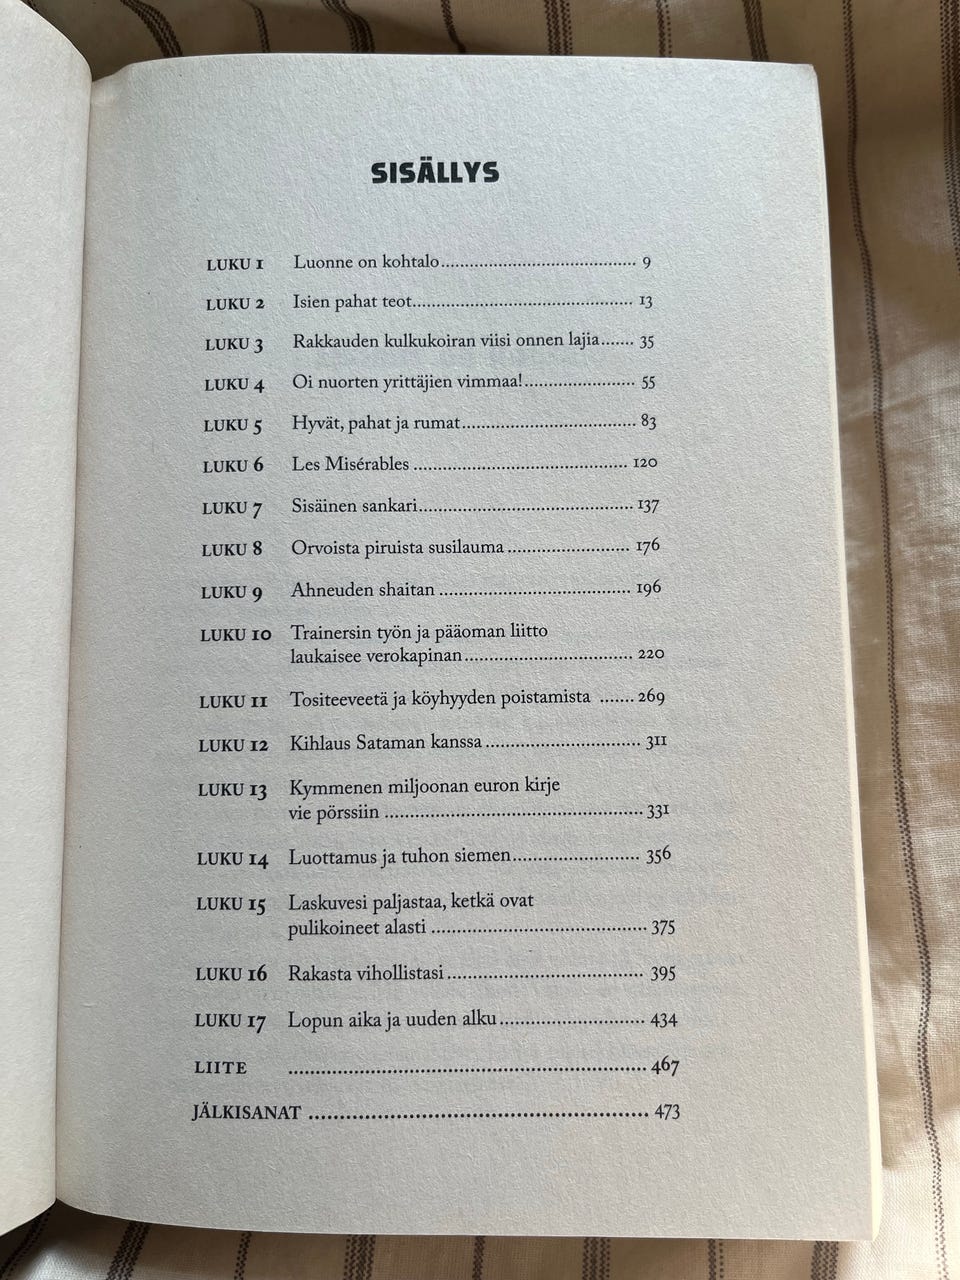 SISÄLLYS
LUKU 1 Luonne on kohtalo........................................ 9
LUKU 2 Isien pahat teot............................................. 13
LUKU 3 Rakkauden kulkukoiran viisi onnen lajia....... 35
LUKU 4 Oi nuorten yrittäjien vimmaa!....................... 55
LUKU 5 Hyvät, pahat ja rumat.................................... 83
LUKU 6 Les Misérables ............................................ 120
LUKU 7 Sisäinen sankari............................................ 137
LUKU 8 Orvoista piruista susilauma ......................... 176
LUKU 9 Ahneuden shaitan ....................................... 196
LUKU 10 Trainersin työn ja pääoman liitto
laukaisee verokapinan.................................. 220
LUKU 11 Tositeeveetä ja köyhyyden poistamista ....... 269
LUKU 12 Kihlaus Sataman kanssa ............................... 311
LUKU 13 Kymmenen miljoonan euron kirje
vie pörssiin .................................................... 331
LUKU 14 Luottamus ja tuhon siemen.......................... 356
LUKU 15 Laskuvesi paljastaa, ketkä ovat
pulikoineet alasti ........................................... 375
LUKU 16 Rakasta vihollistasi ........................................ 395
LUKU 17 Lopun aika ja uuden alku ............................. 434
LIITE ....................................................................... 467
JÄLKISANAT ................................................................ 473